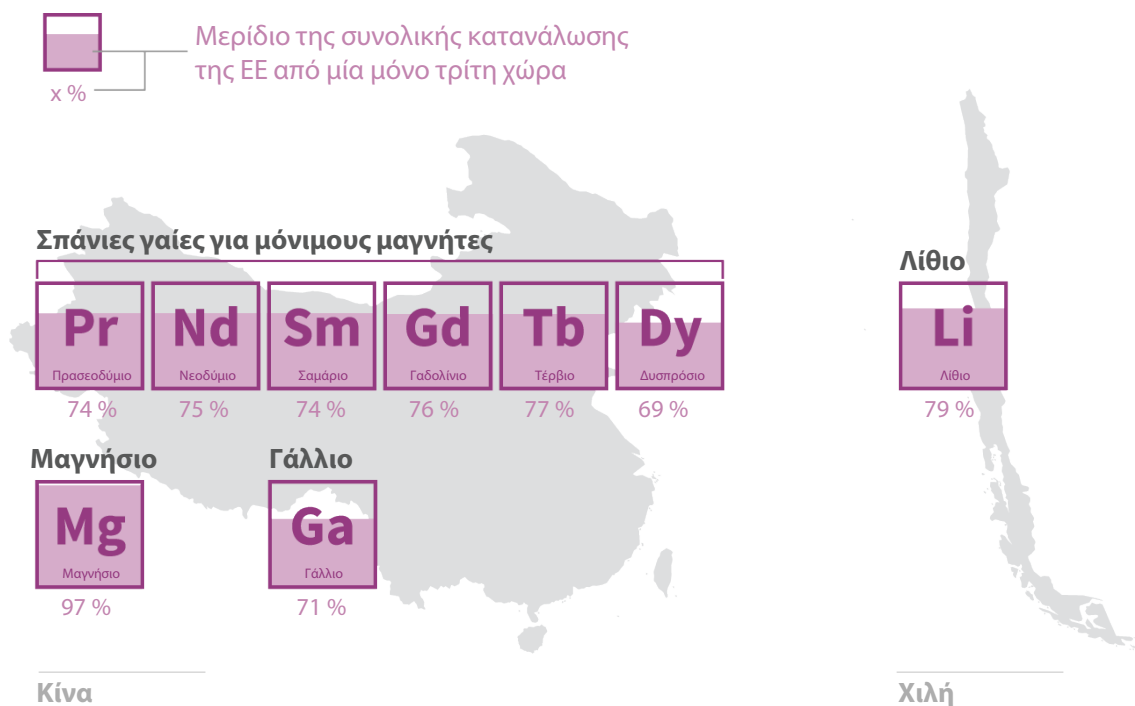 Μερίδιο της συνολικής κατανάλωσης
της ΕΕ από μία μόνο τρίτη χώρα
x %
Σπάνιες γαίες για μόνιμους μαγνήτες
Λίθιο
Pr Nd Sm Gd Tb Dy Li
Πρασεοδύμιο Νεοδύμιο Σαμάριο Γαδολίνιο Τέρβιο Δυσπρόσιο Λίθιο
74 % 75 % 74 % 76 % 77 % 69 % 79 %
Μαγνήσιο Γάλλιο
Mg Ga
Μαγνήσιο Γάλλιο
97 % 71 %
Κίνα Χιλή